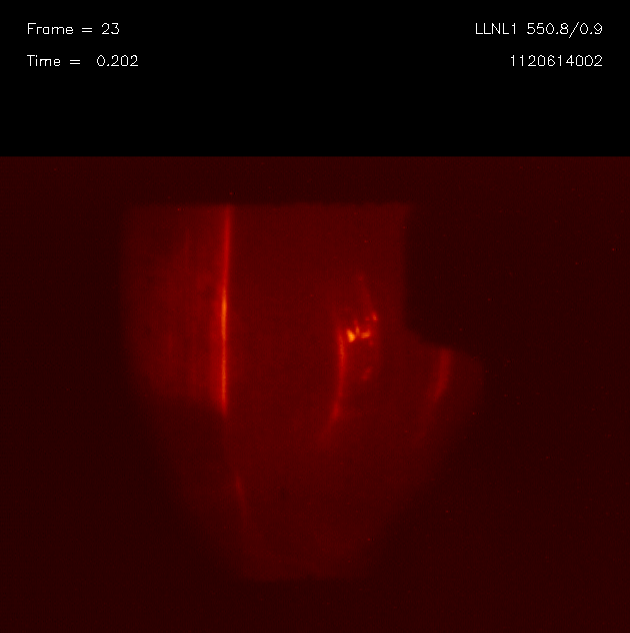 Frame = 23
LLNL1 550.8/0.9
Time = 0.202
1120614002